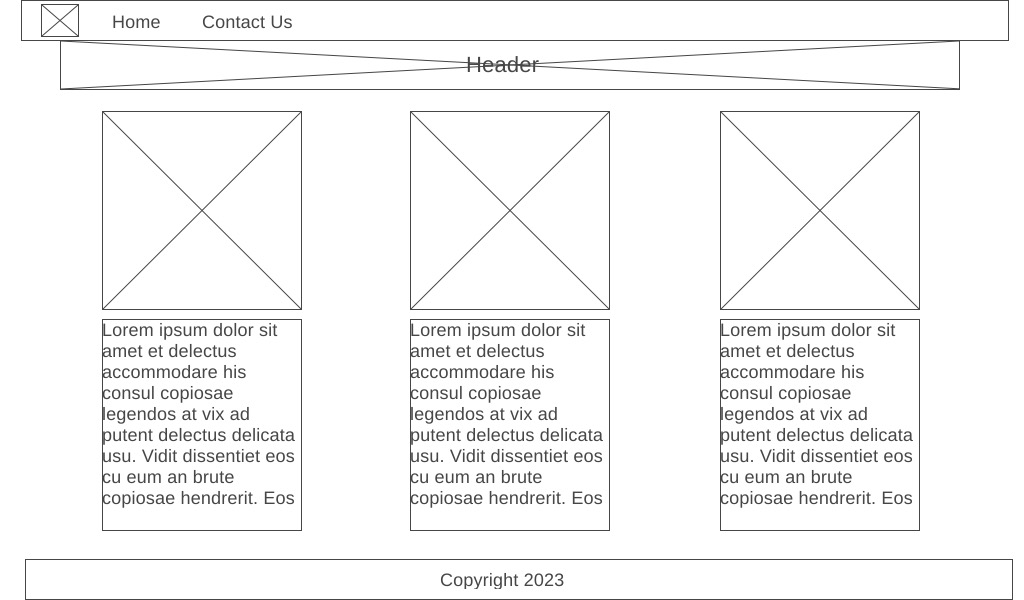 Home Contact Us
Header
Lorem ipsum dolor sit
amet et delectus
accommodare his
consul copiosae
legendos at vix ad
putent delectus delicata
usu. Vidit dissentiet eos
cu eum an brute
copiosae hendrerit. Eos
Lorem ipsum dolor sit
amet et delectus
accommodare his
consul copiosae
legendos at vix ad
putent delectus delicata
usu. Vidit dissentiet eos
cu eum an brute
copiosae hendrerit. Eos
Lorem ipsum dolor sit
amet et delectus
accommodare his
consul copiosae
legendos at vix ad
putent delectus delicata
usu. Vidit dissentiet eos
cu eum an brute
copiosae hendrerit. Eos
Copyright 2023